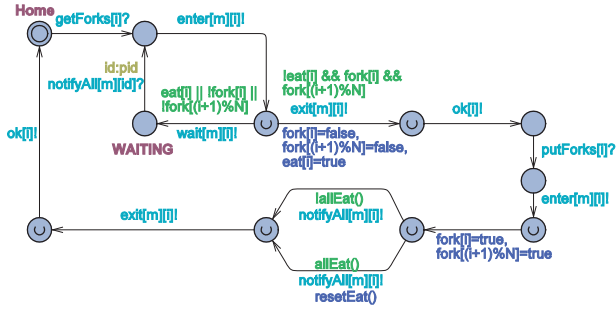 Home
getForks[i]?
enter[m][i]!
id:pid
notifyAll[m][id]?
eat[i] || !fork[i] ||
!fork[(i+1)%N]
!eat[i] && fork[i] &&
fork[(i+1)%N]
exit[m][i]!
ok[i]!
ok[i]!
wait[m][i]!
WAITING
fork[i]=false,
fork[(i+1)%N]=false,
eat[i]=true
putForks[i]?
enter[m][i]!
!allEat()
notifyAll[m][i]!
exit[m][i]!
fork[i]=true,
fork[(i+1)%N]=true
allEat()
notifyAll[m][i]!
resetEat()
C
C
C
C
C
C